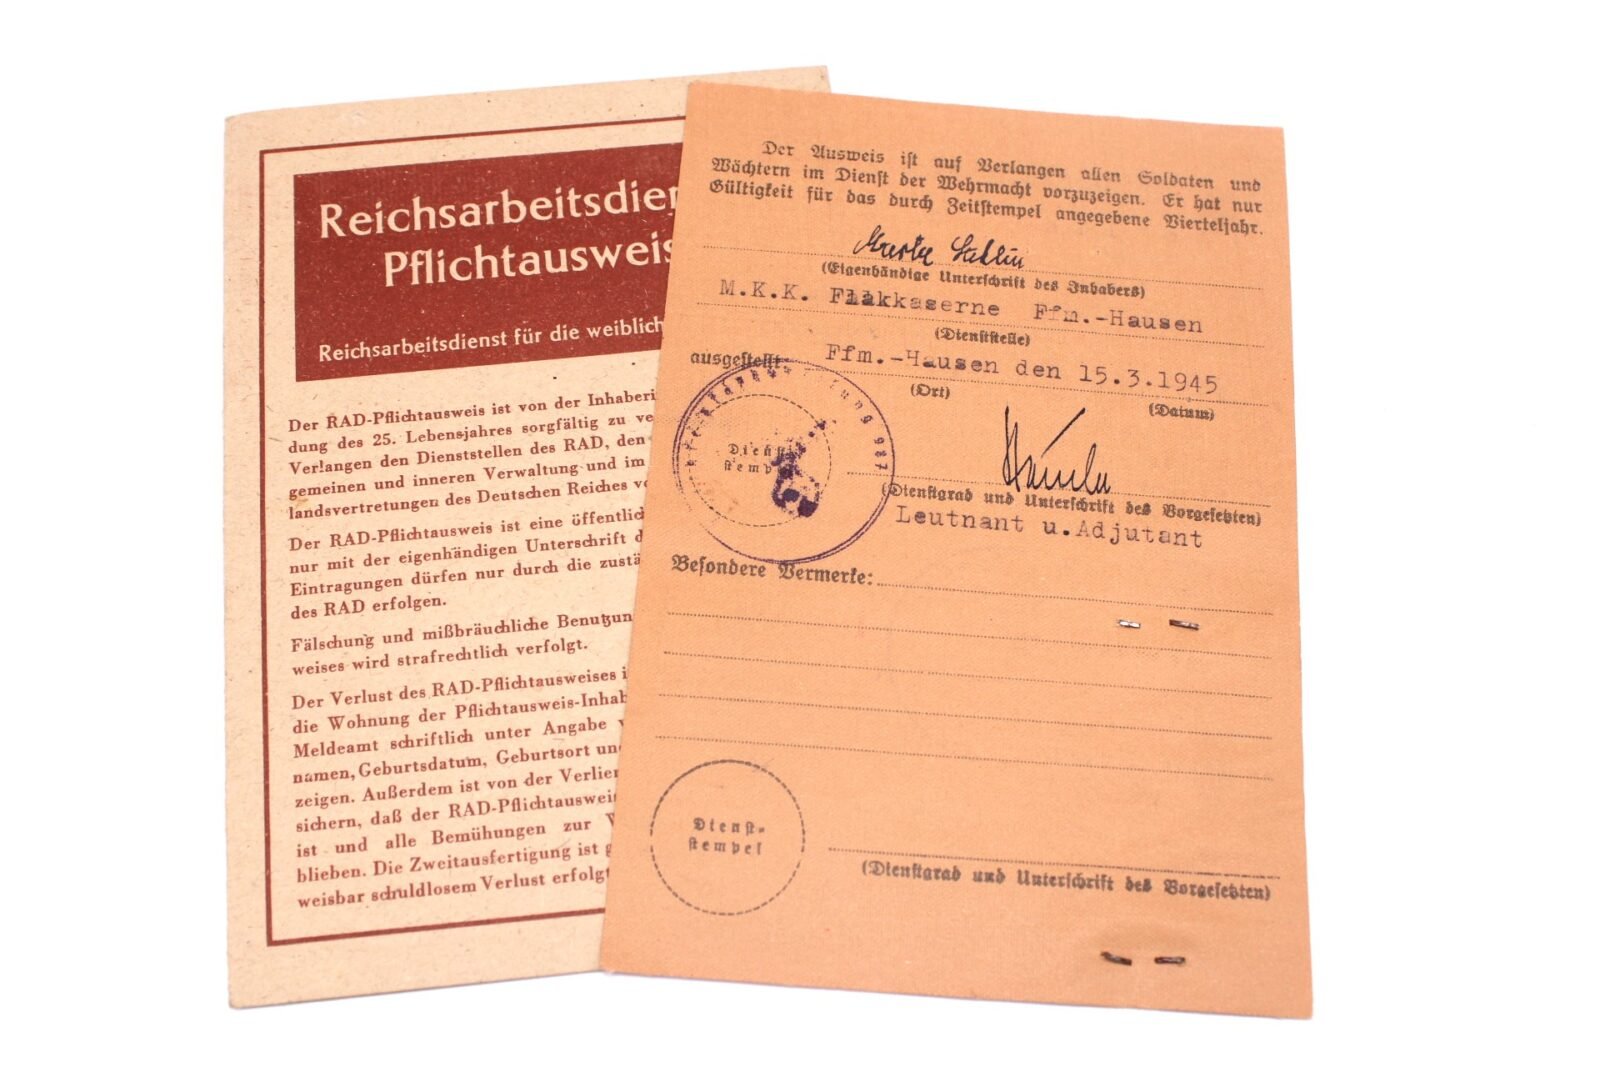 Reichsarbeitsdien
Pflichtausweis
Reichsarbeitsdienst für die weiblich
Der RAD-Pflichtausweis ist von der Inhaberi
dung des 25. Lebensjahres sorgfältig zu ve
Verlangen den Dienststellen des RAD, den
gemeinen und inneren Verwaltung und im
landsvertretungen des Deutschen Reiches vo
Der RAD-Pflichtausweis ist eine öffentlich
nur mit der eigenhändigen Unterschrift d
Eintragungen dürfen nur durch die zustä
des RAD erfolgen.
Fälschung und mißbräuchliche Benutzun
weises wird strafrechtlich verfolgt.
Der Verlust des RAD-Pflichtausweises i
die Wohnung der Pflichtausweis-Inhab
Meldeamt schriftlich unter Angabe
namen, Geburtsdatum, Geburtsort und
zeigen. Außerdem ist von der Verlier
sichern, daß der RAD-Pflichtausweis
ist und alle Bemühungen zur
blieben. Die Zweitausfertigung ist g
weisbar schuldlosem Verlust erfolgt
Der Ausweis ist auf Verlangen allen Soldaten und
Wächtern im Dienst der Wehrmacht vorzuzeigen. Er hat nur
Gültigkeit für das durch Zeitstempel angegebene Vierteljahr.
(Eigenhändige Unterschrift des Inhabers)
M.K.K. Flakkaserne Ffm.-Hausen
(Dienststelle)
ausgestellt Ffm.-Hausen den 15.3.1945
(Ort) (Datum)
Dienst
stempel
(Dienstgrad und Unterschrift des Vorgesetzten)
Leutnant u. Adjutant
Besondere Vermerke:
Dienst-
stempel
(Dienstgrad und Unterschrift des Vorgesetzten)